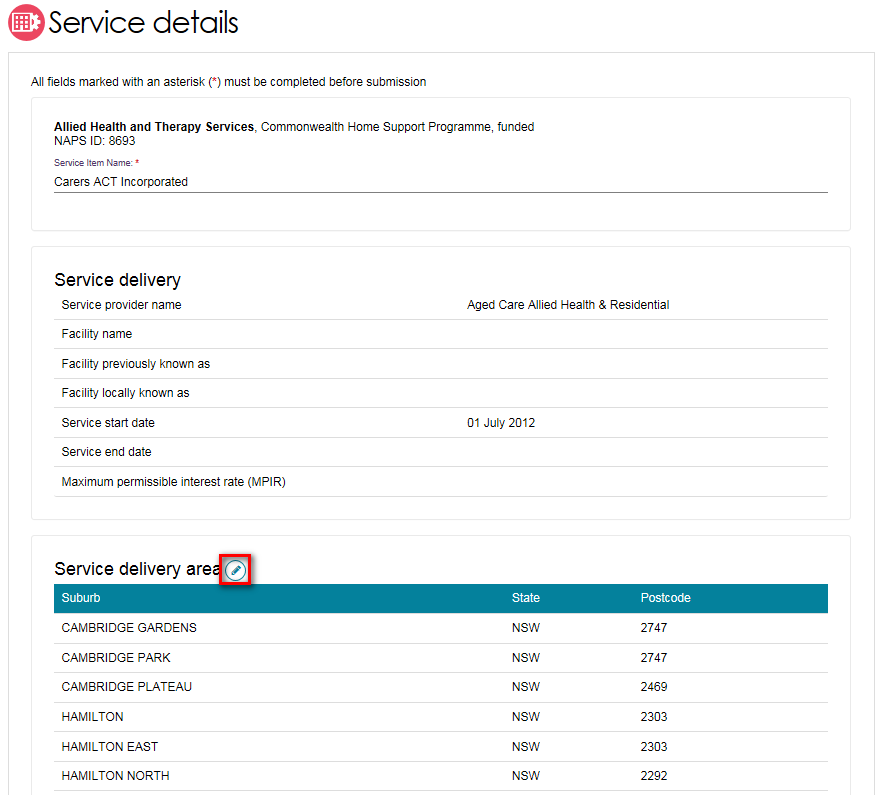 Service details
All fields marked with an asterisk (*) must be completed before submission
Allied Health and Therapy Services, Commonwealth Home Support Programme, funded
NAPS ID: 8693
Service Item Name: *
Carers ACT Incorporated
Service delivery
Service provider name Aged Care Allied Health & Residential
Facility name
Facility previously known as
Facility locally known as
Service start date 01 July 2012
Service end date
Maximum permissible interest rate (MPIR)
Service delivery area
Suburb State Postcode
CAMBRIDGE GARDENS NSW 2747
CAMBRIDGE PARK NSW 2747
CAMBRIDGE PLATEAU NSW 2469
HAMILTON NSW 2303
HAMILTON EAST NSW 2303
HAMILTON NORTH NSW 2292